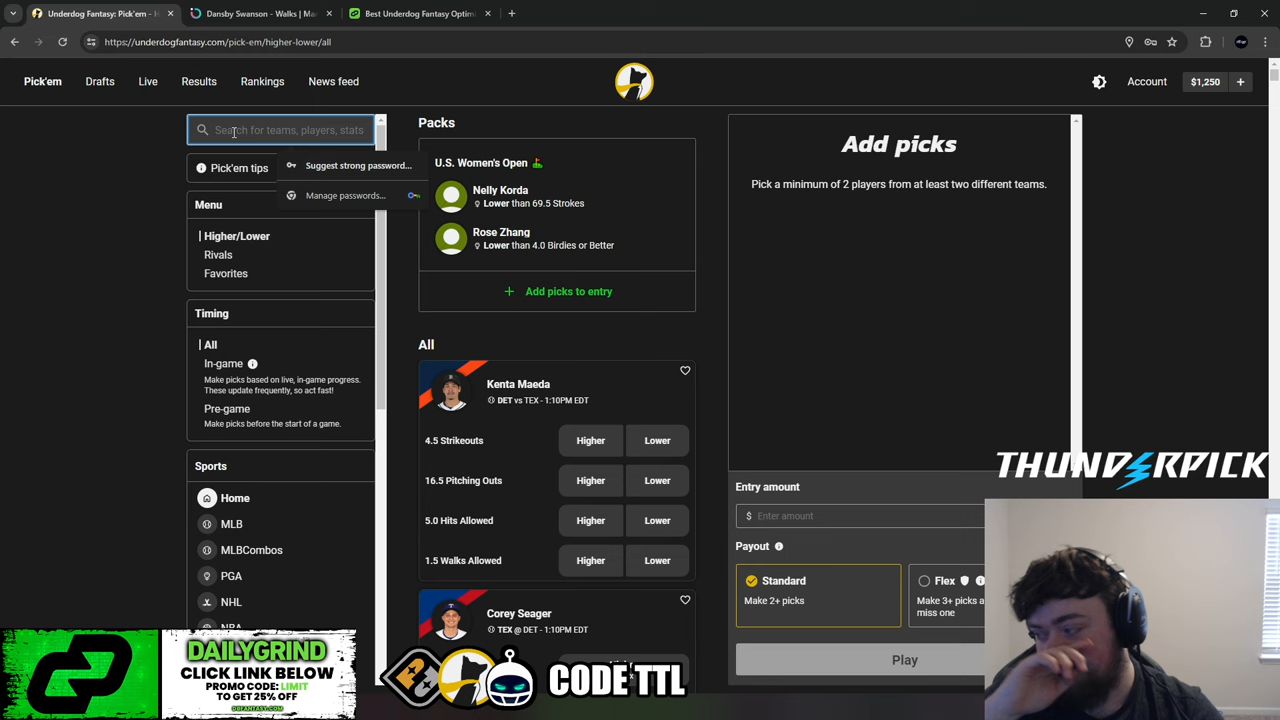 Underdog Fantasy: Pick'em - H
Dansby Swanson - Walks | Ma
Best Underdog Fantasy Optim
https://underdogfantasy.com/pick-em/higher-lower/all
Pick'em
Drafts
Live
Results
Rankings
News feed
Account
$1,250
Search for teams, players, stats
Pick'em tips
Suggest strong password...
Manage passwords...
Menu
Higher/Lower
Rivals
Favorites
Timing
All
In-game
Make picks based on live, in-game progress.
These update frequently, so act fast!
Pre-game
Make picks before the start of a game.
Sports
Home
MLB
MLBCombos
PGA
NHL
NBA
Packs
U.S. Women's Open
Nelly Korda
Lower than 69.5 Strokes
Rose Zhang
Lower than 4.0 Birdies or Better
Add picks to entry
All
Kenta Maeda
DET vs TEX - 1:10PM EDT
4.5 Strikeouts
Higher
Lower
16.5 Pitching Outs
Higher
Lower
5.0 Hits Allowed
Higher
Lower
1.5 Walks Allowed
Higher
Lower
Corey Seager
TEX @ DET - 1:10PM EDT
Add picks
Pick a minimum of 2 players from at least two different teams.
Entry amount
$ Enter amount
Payout
Standard
Make 2+ picks
Flex
Make 3+ picks a
miss one
Play
THUNDERPICK
DAILYGRIND
CLICK LINK BELOW
PROMO CODE: LIMIT
TO GET 25% OFF
DGFANTASY.COM
CODE TTL